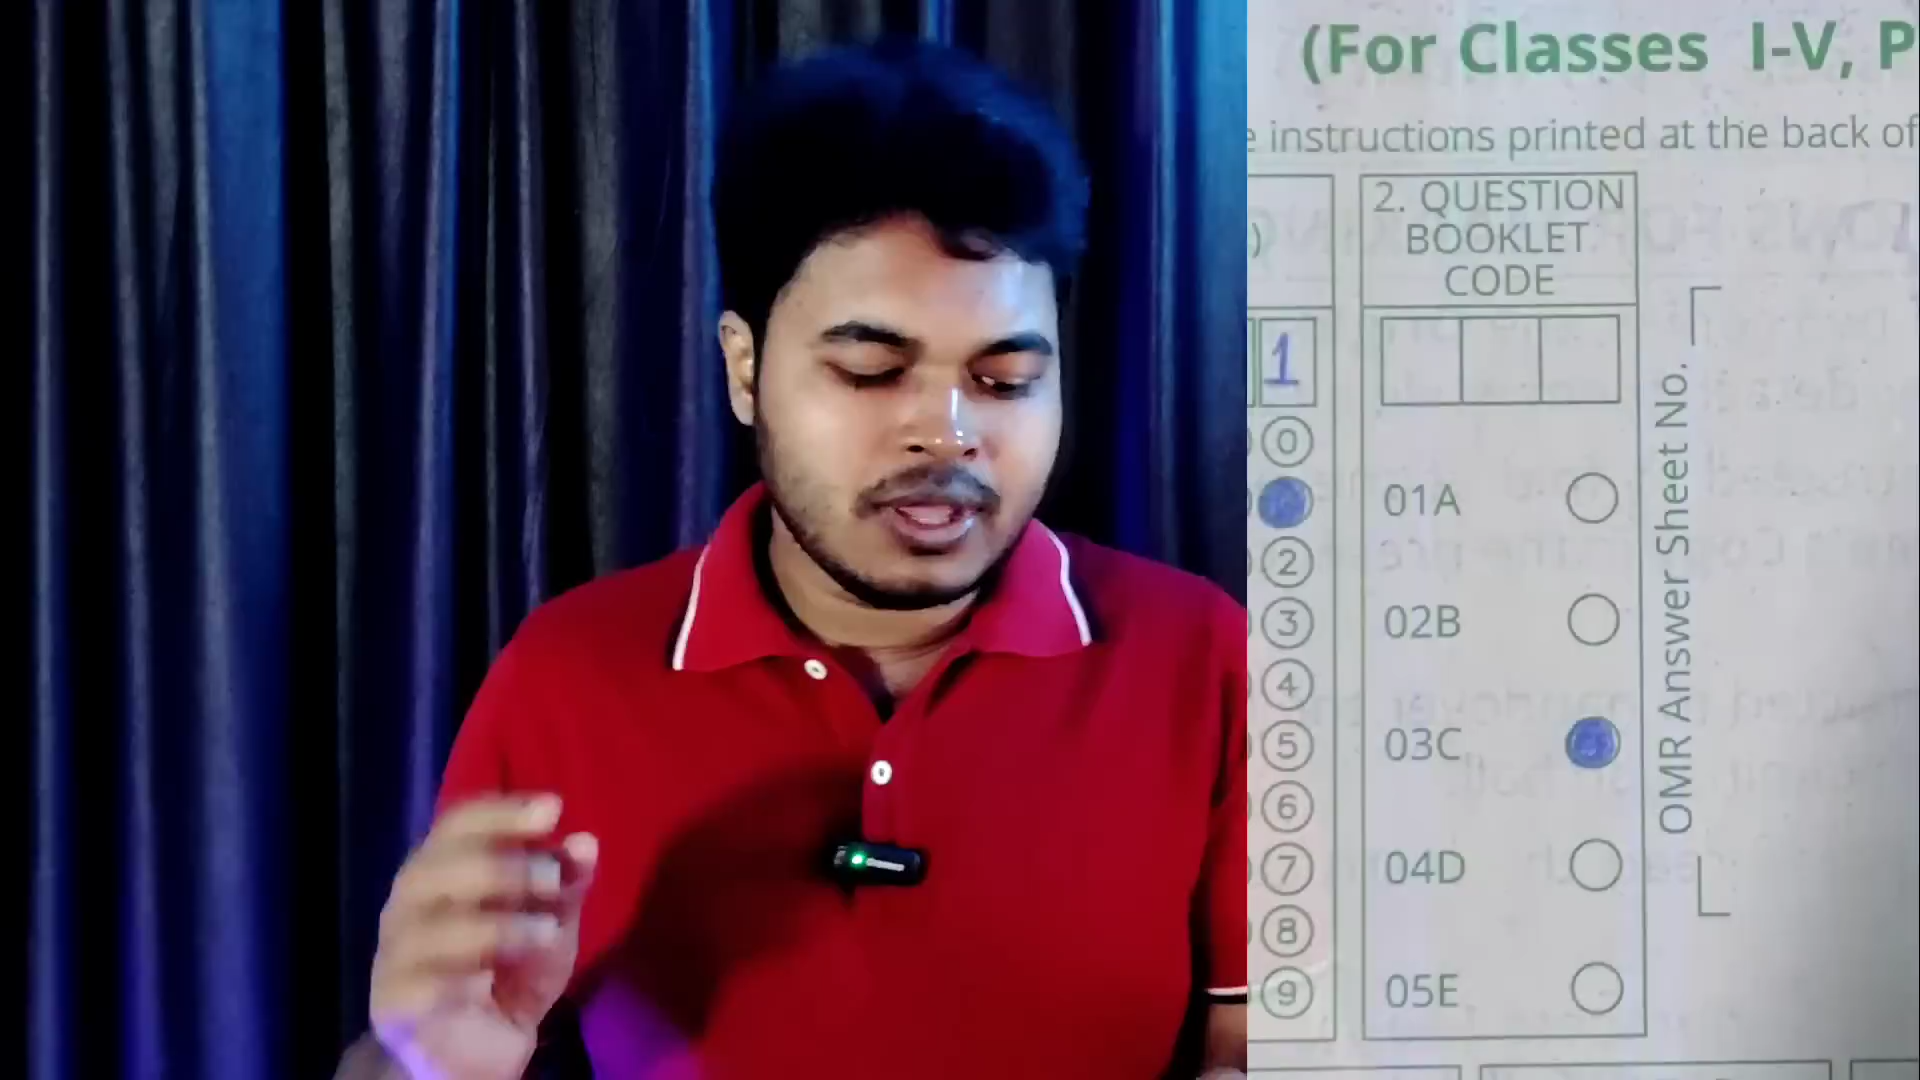 (For Classes I-V, P
instructions printed at the back of
2. QUESTION
BOOKLET
CODE
)
1
0
2
3
4
5
6
7
8
9
01A
02B
03C
04D
05E
OMR Answer Sheet No.